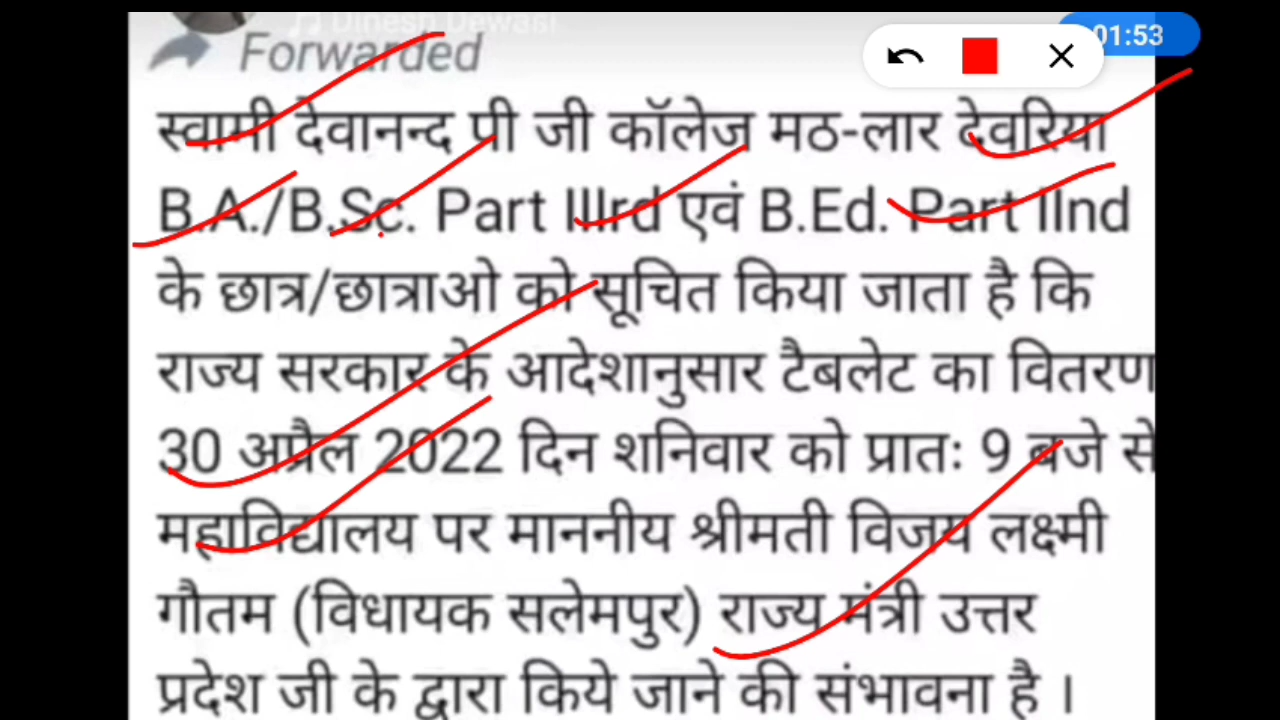 Dinesh Dewasi
Forwarded
01:53
स्वामी देवानन्द पी जी कॉलेज मठ-लार देवरिया
B.A./B.Sc. Part IIIrd एवं B.Ed. Part IInd
के छात्र/छात्राओ को सूचित किया जाता है कि
राज्य सरकार के आदेशानुसार टैबलेट का वितरण
30 अप्रैल 2022 दिन शनिवार को प्रातः 9 बजे से
महाविद्यालय पर माननीय श्रीमती विजय लक्ष्मी
गौतम (विधायक सलेमपुर) राज्य मंत्री उत्तर
प्रदेश जी के द्वारा किये जाने की संभावना है ।